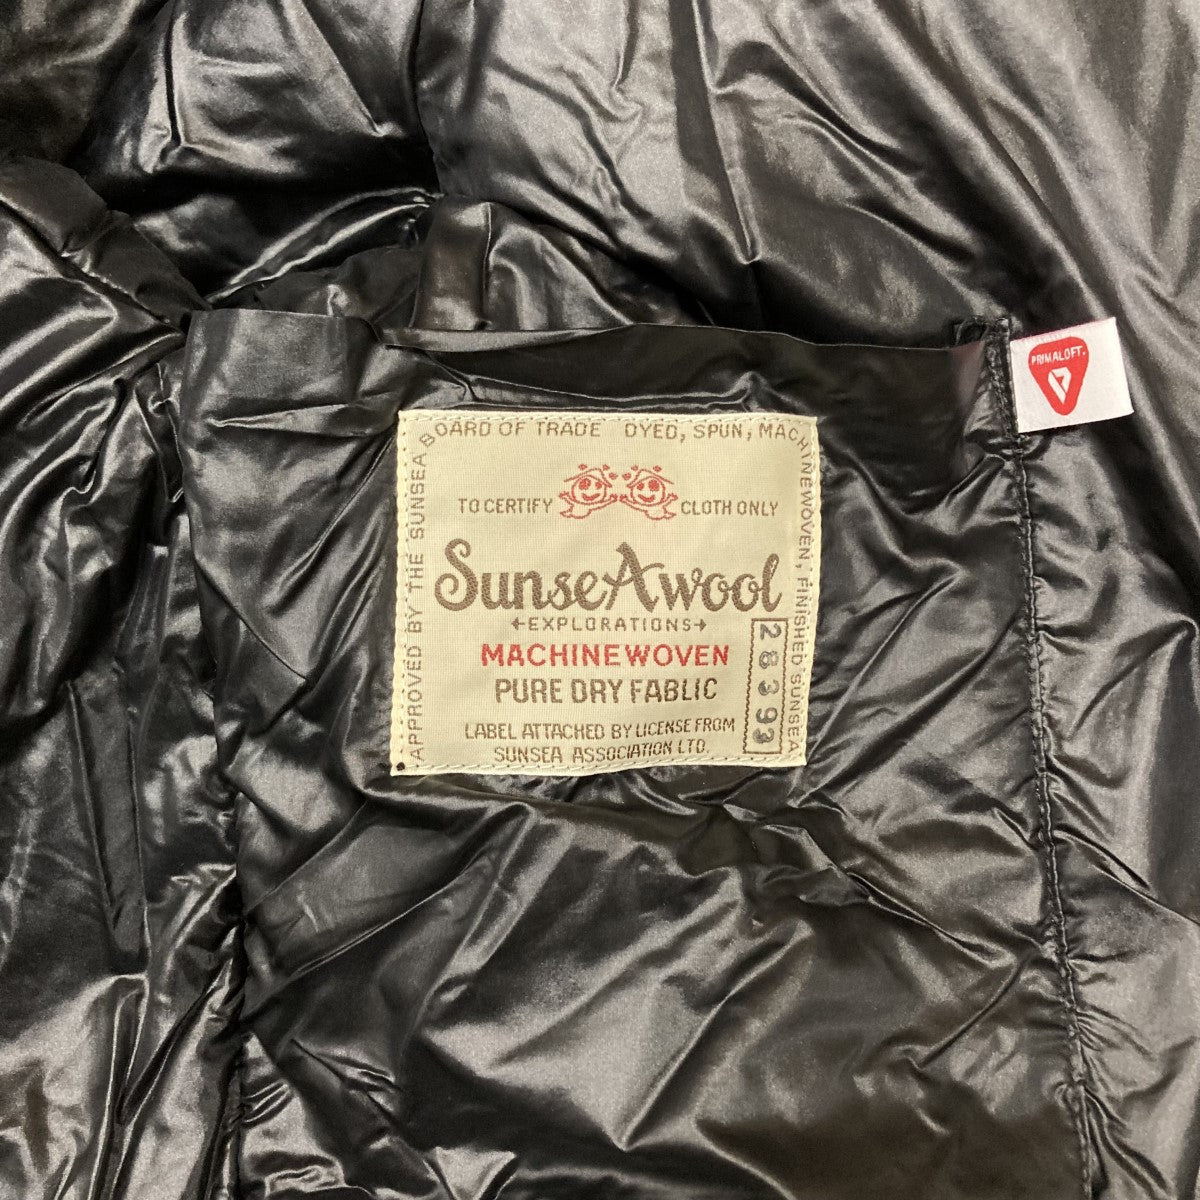 APPROVED BY THE SUNSEA BOARD OF TRADE DYED, SPUN, MACHINEWOVEN, FINISHED SUNSEA
TO CERTIFY CLOTH ONLY
SunseAwool
←EXPLORATIONS→
MACHINEWOVEN
PURE DRY FABLIC
LABEL ATTACHED BY LICENSE FROM
SUNSEA ASSOCIATION LTD.
28393
PRIMALOFT.